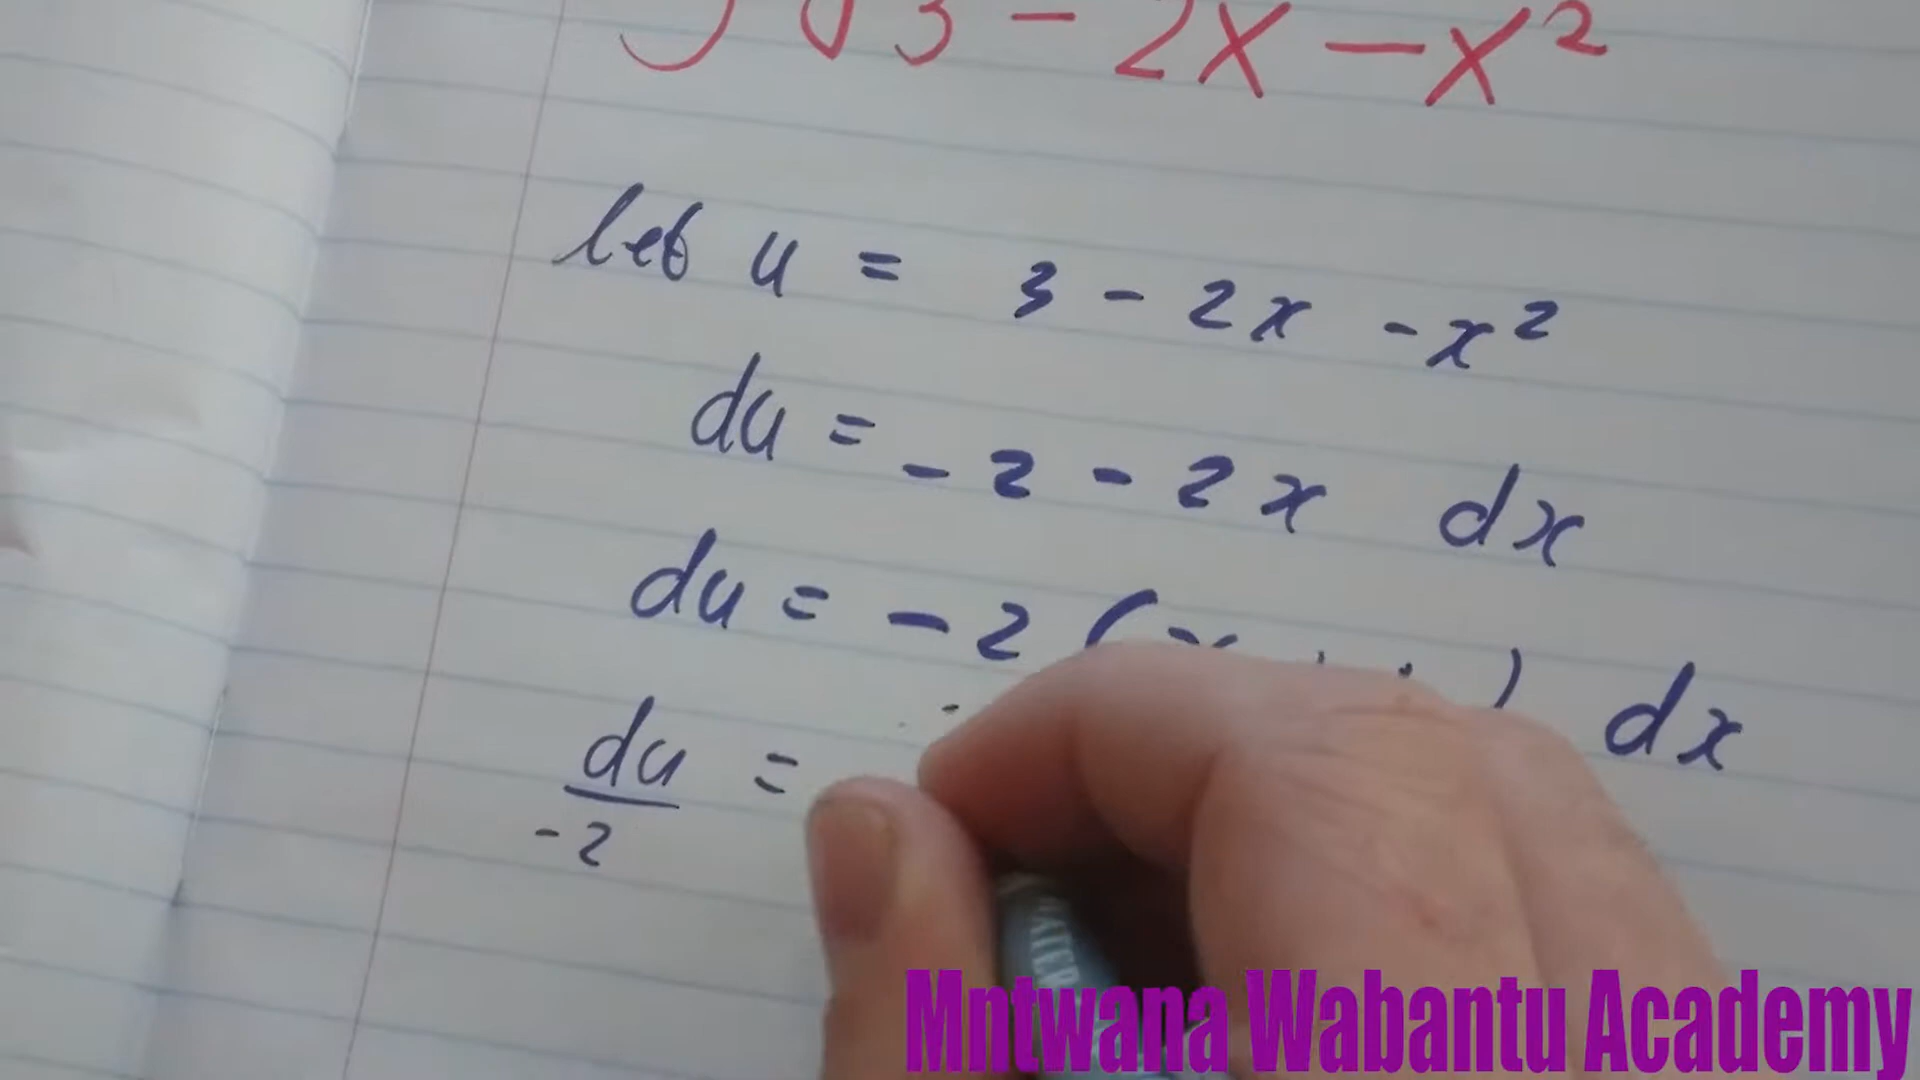 ∫ √3 - 2x - x²
let u = 3 - 2x - x²
du = -2 - 2x dx
du = -2 ( ) dx
du/-2 =
Mntwana Wabantu Academy